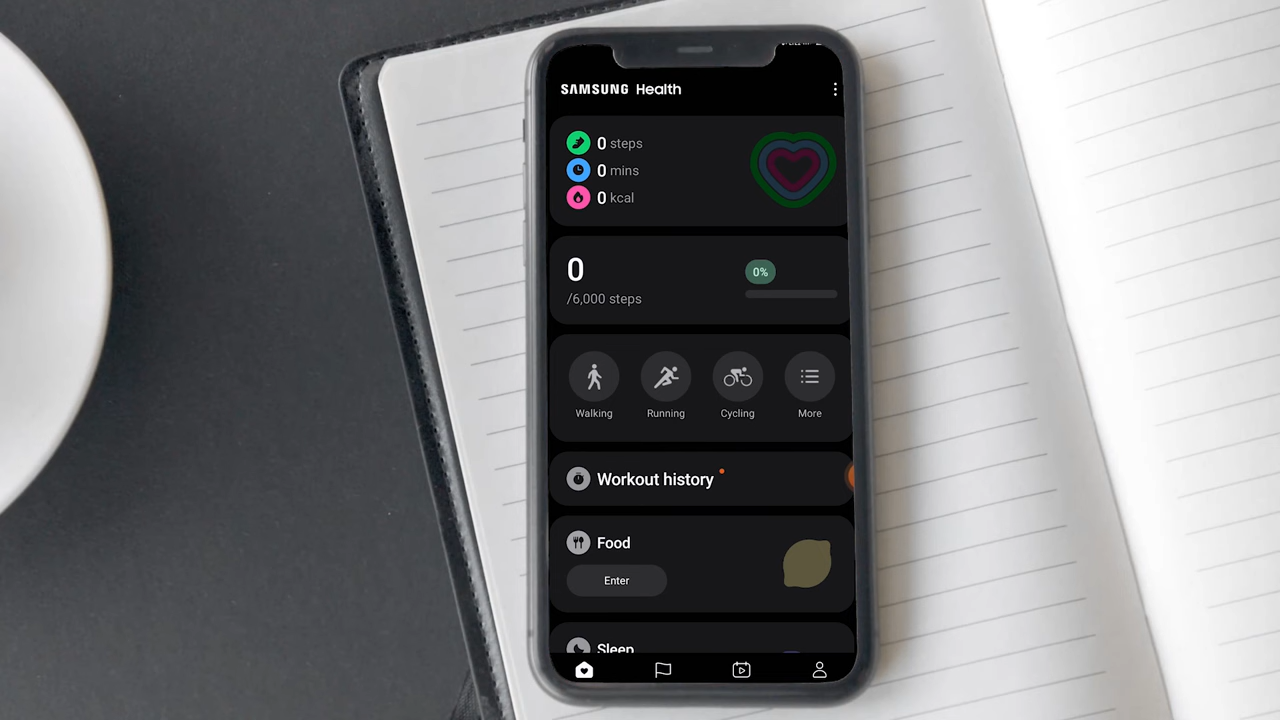 SAMSUNG Health
0 steps
0 mins
0 kcal
0
/6,000 steps
0%
Walking
Running
Cycling
More
Workout history
Food
Enter
Sleep